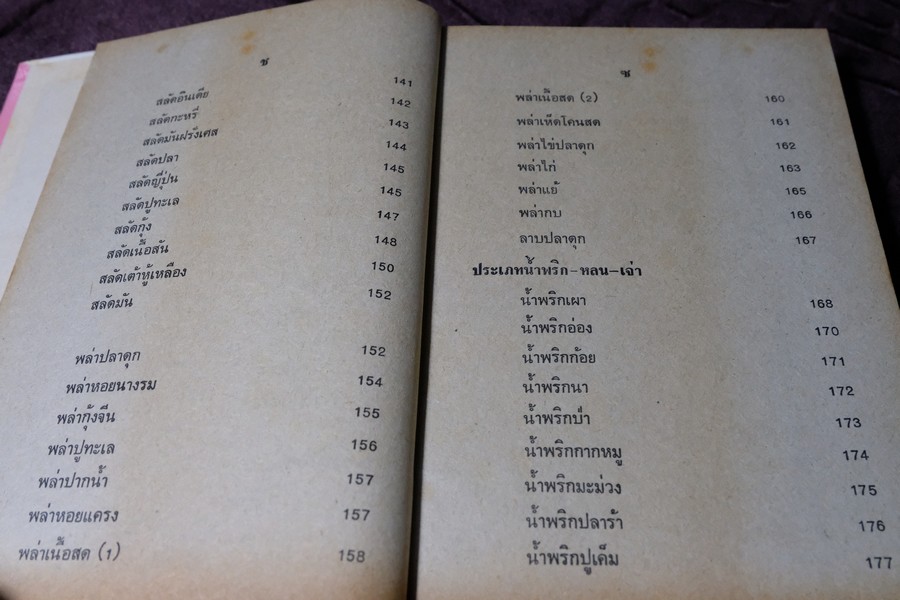 ช
สลัดอินเดีย 141
สลัดกะหรี่ 142
สลัดมันฝรั่งเศส 143
สลัดปลา 144
สลัดญี่ปุ่น 145
สลัดปูทะเล 145
สลัดกุ้ง 147
สลัดเนื้อสัน 148
สลัดเต้าหู้เหลือง 150
สลัดมัน 152
พล่าปลาดุก 152
พล่าหอยนางรม 154
พล่ากุ้งจีน 155
พล่าปูทะเล 156
พล่าปากน้ำ 157
พล่าหอยแครง 157
พล่าเนื้อสด (1) 158
ซ
พล่าเนื้อสด (2) 160
พล่าเห็ดโคนสด 161
พล่าไข่ปลาดุก 162
พล่าไก่ 163
พล่าแย้ 165
พล่ากบ 166
ลาบปลาดุก 167
ประเภทน้ำพริก-หลน-เจ่า
น้ำพริกเผา 168
น้ำพริกอ่อง 170
น้ำพริกก้อย 171
น้ำพริกนา 172
น้ำพริกป่า 173
น้ำพริกกากหมู 174
น้ำพริกมะม่วง 175
น้ำพริกปลาร้า 176
น้ำพริกปูเค็ม 177